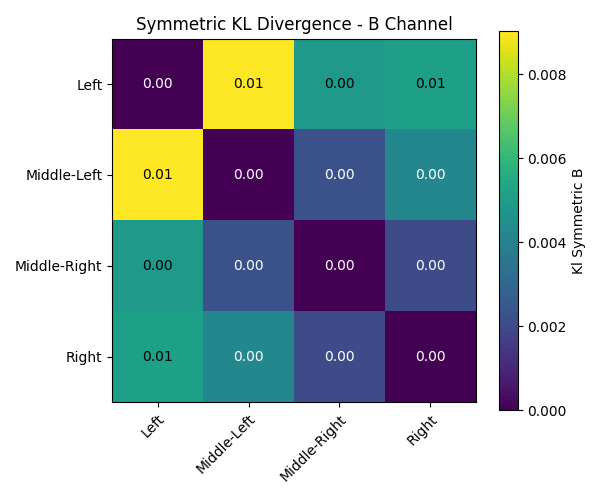 Symmetric KL Divergence - B Channel
Left
0.00 0.01 0.00 0.01
Middle-Left
0.01 0.00 0.00 0.00
Middle-Right
0.00 0.00 0.00 0.00
Right
0.01 0.00 0.00 0.00
Left
Middle-Left
Middle-Right
Right
0.008
0.006
0.004
0.002
0.000
Kl Symmetric B